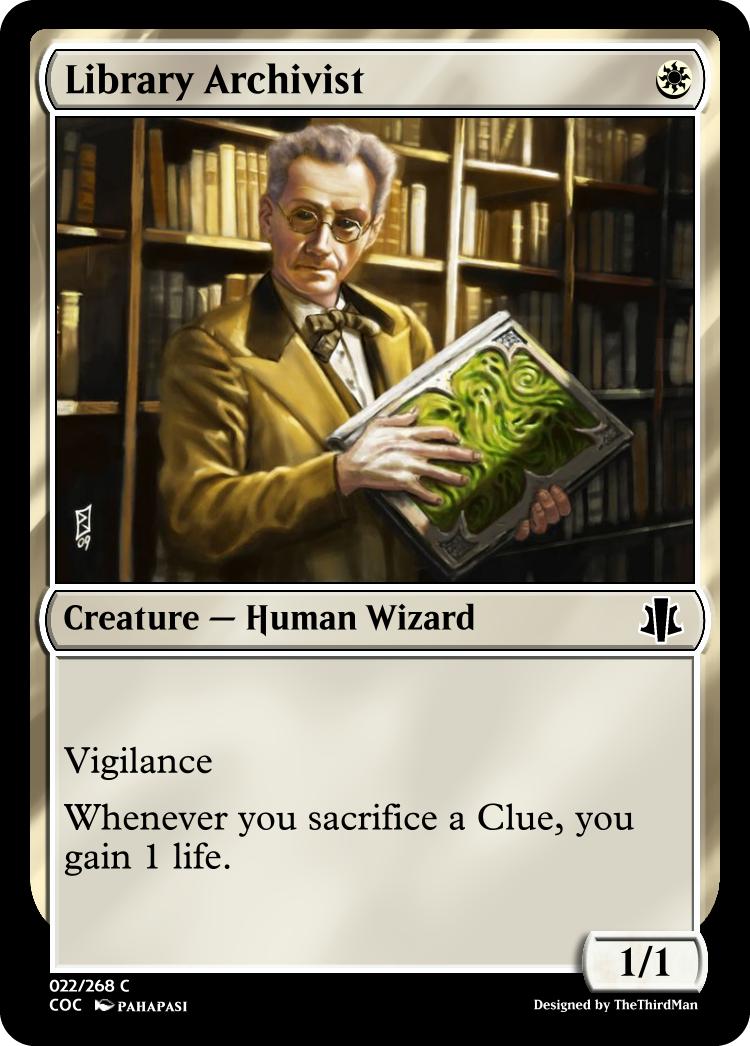 Library Archivist
Creature — Human Wizard
Vigilance
Whenever you sacrifice a Clue, you
gain 1 life.
1/1
022/268 C
COC PAHAPASI
Designed by TheThirdMan
09